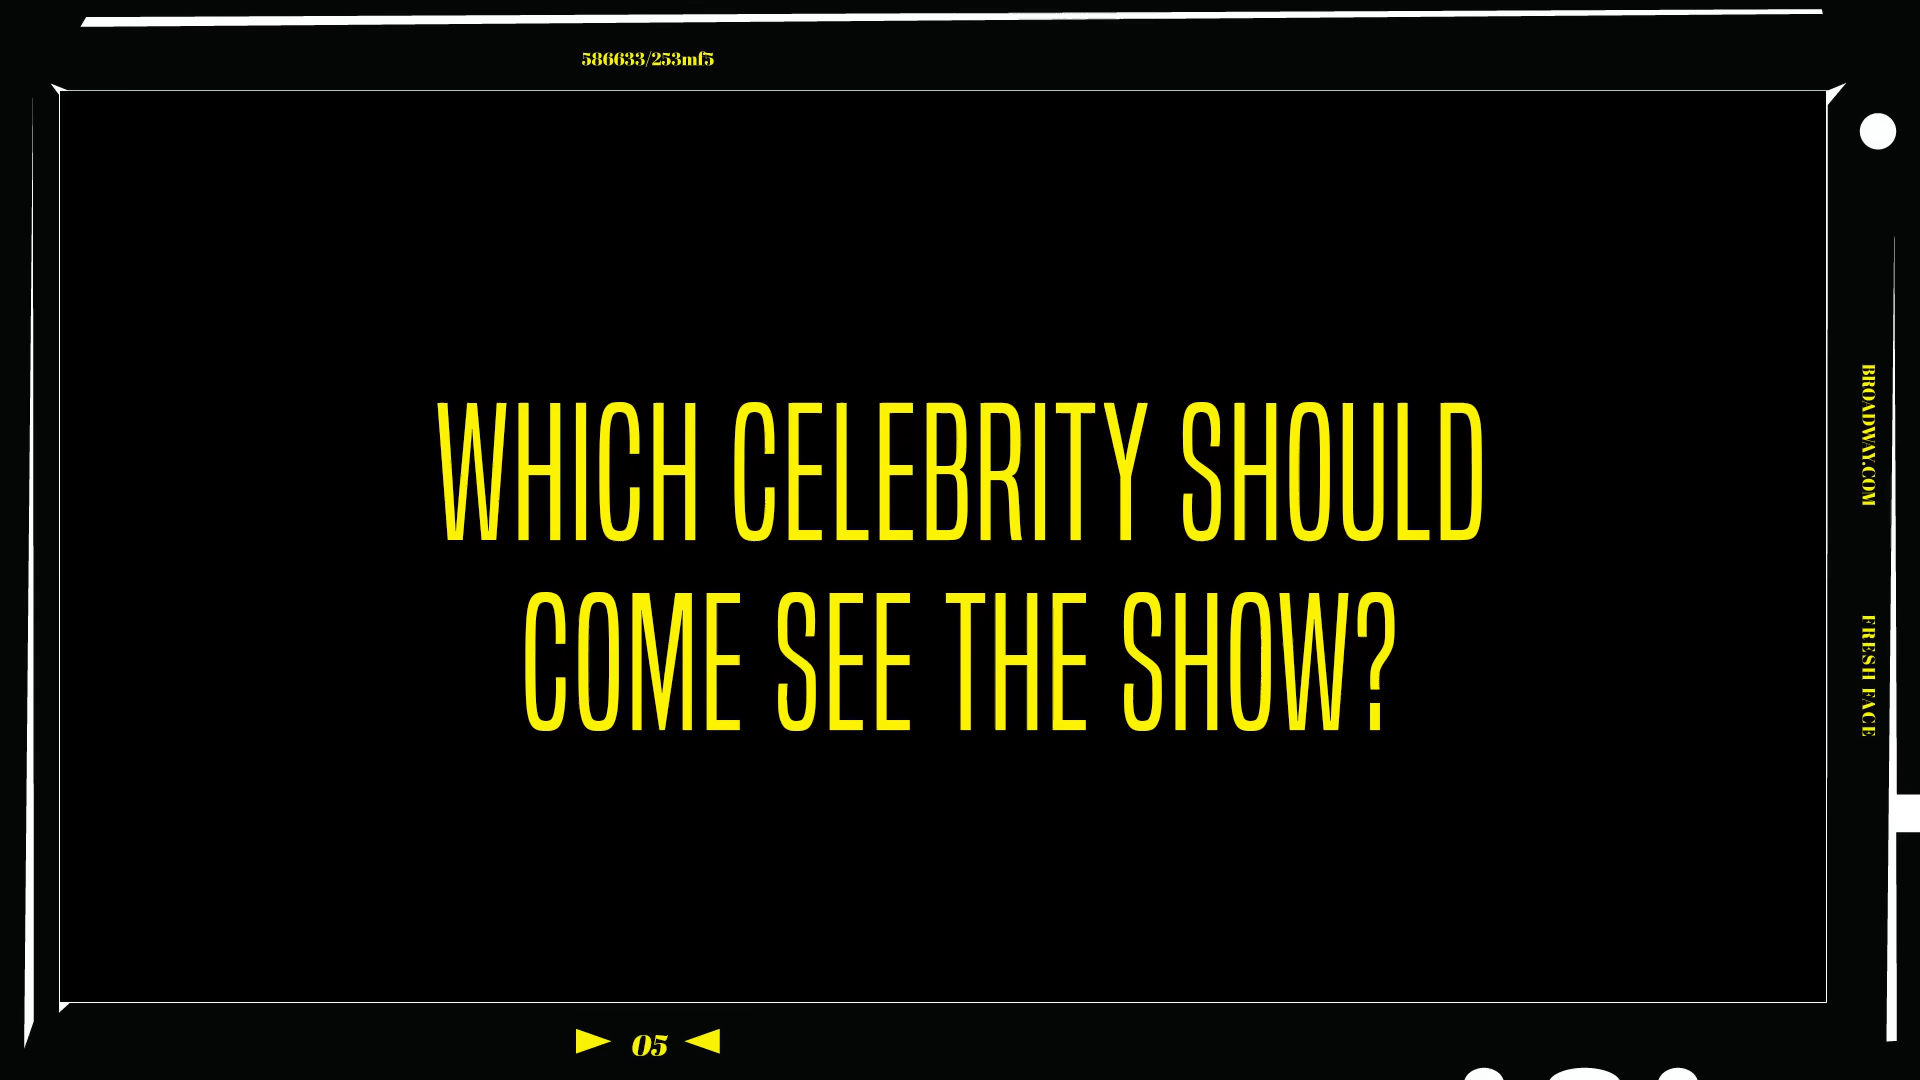 586633/253mf5
WHICH CELEBRITY SHOULD
COME SEE THE SHOW?
BROADWAY.COM
FRESH FACE
05